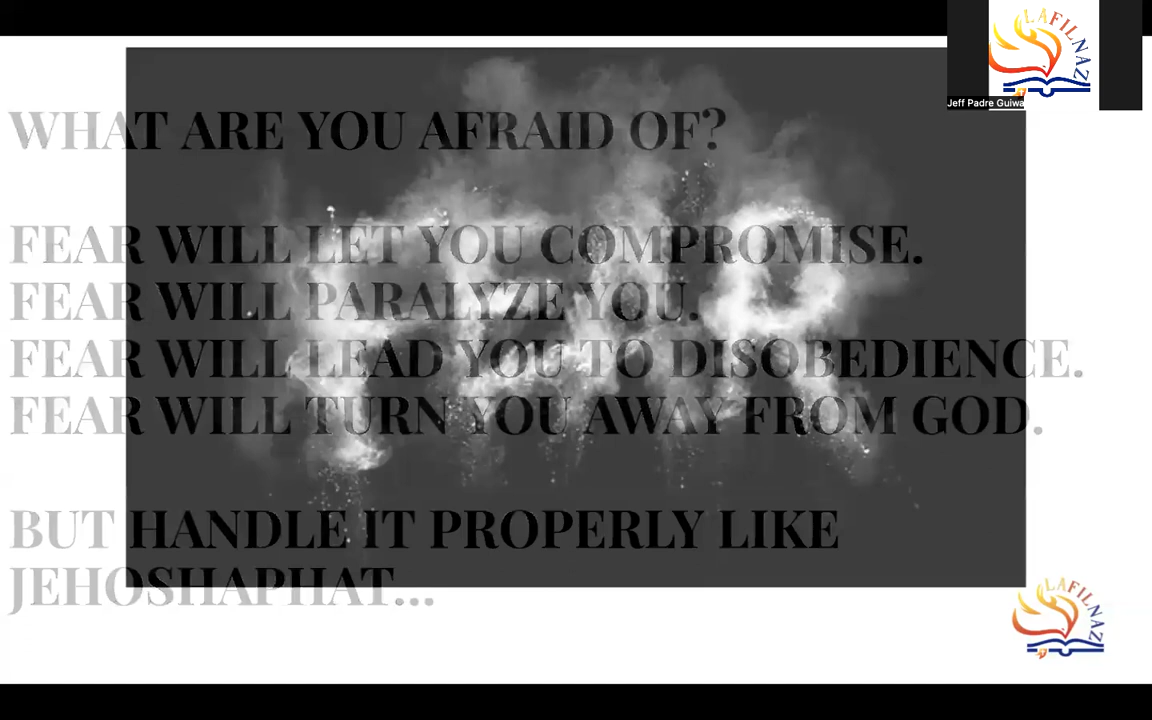 LAFILNAZ
Jeff Padre Guiwa
WHAT ARE YOU AFRAID OF?
FEAR WILL LET YOU COMPROMISE.
FEAR WILL PARALYZE YOU.
FEAR WILL LEAD YOU TO DISOBEDIENCE.
FEAR WILL TURN YOU AWAY FROM GOD.
FEAR
BUT HANDLE IT PROPERLY LIKE
JEHOSHAPHAT...
LAFILNAZ